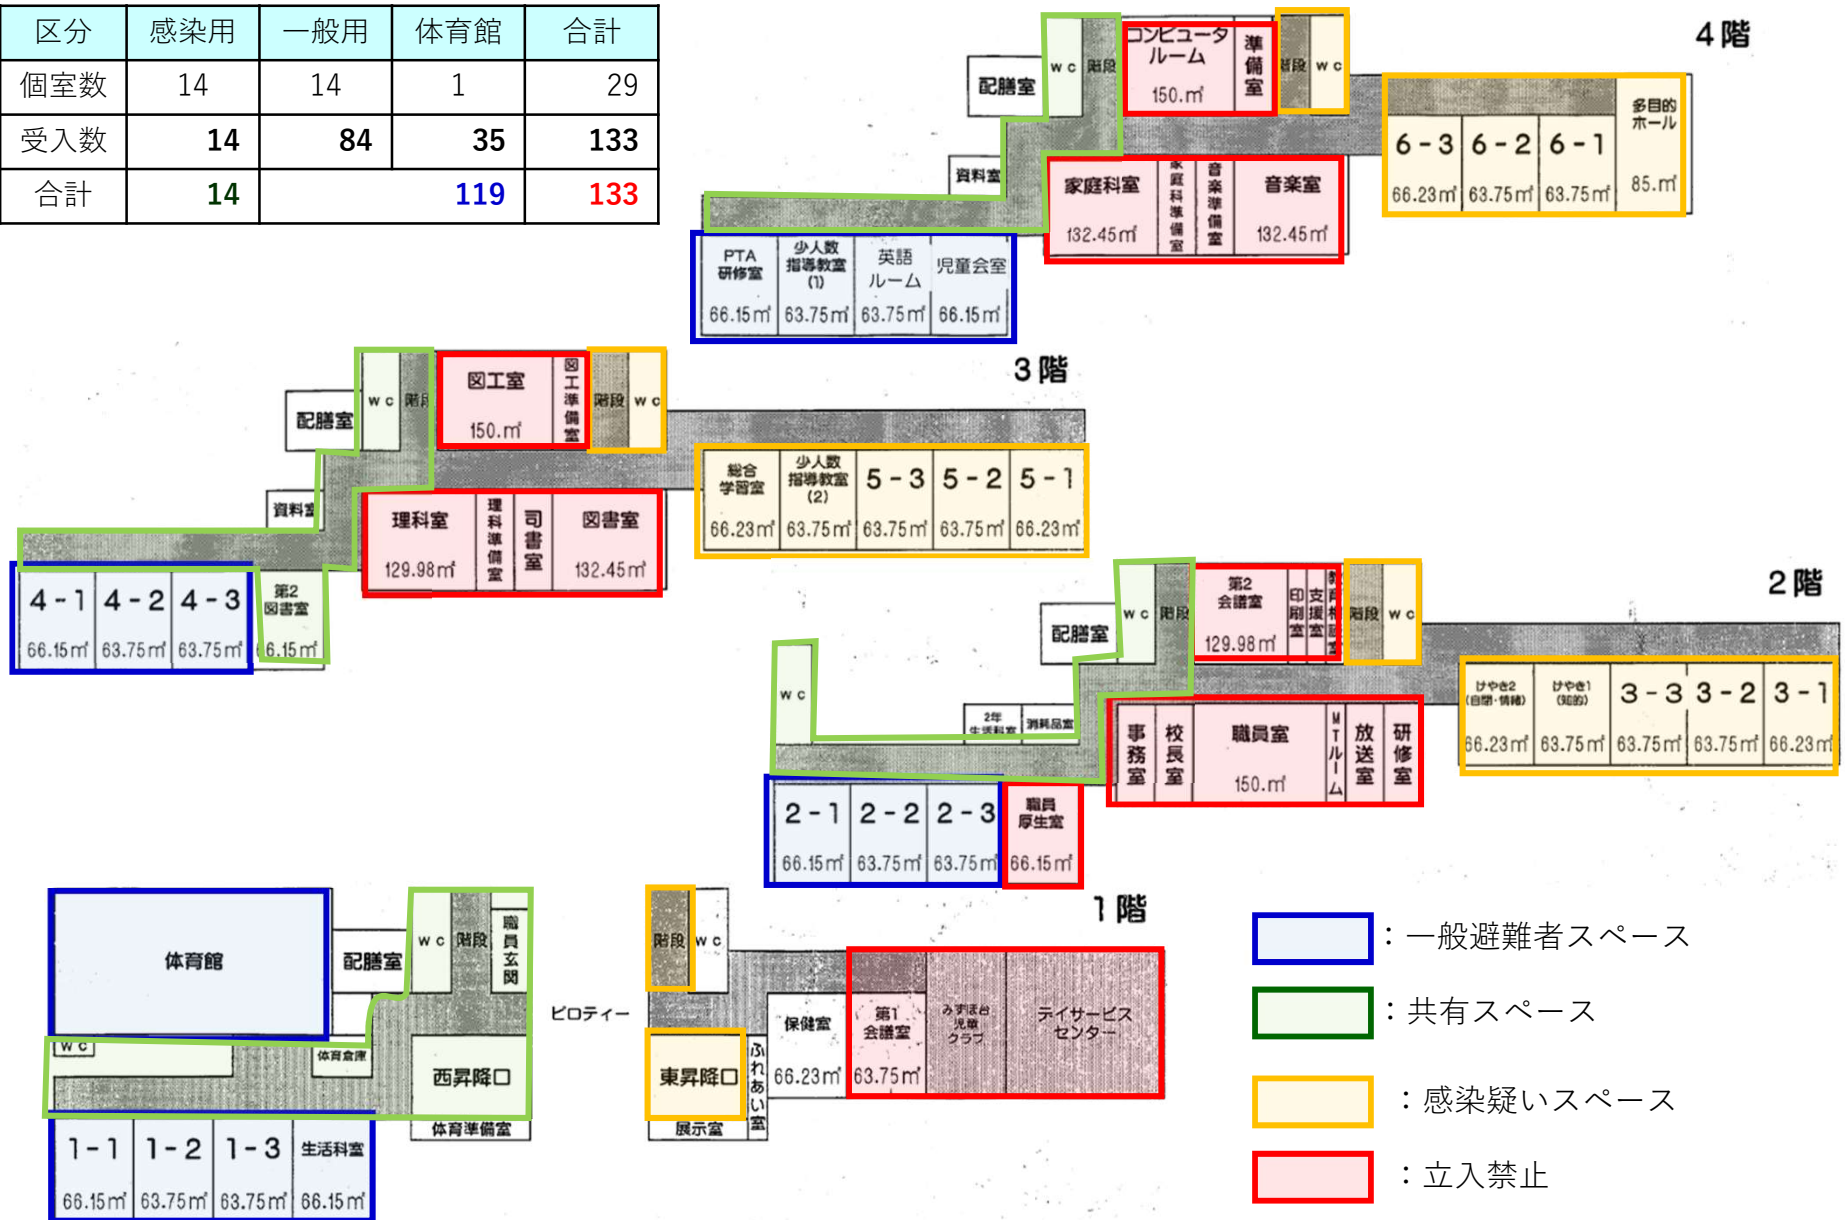 区分 感染用 一般用 体育館 合計
個室数 14 14 1 29
受入数 14 84 35 133
合計 14 119 133
4階
配膳室
WC
階段
コンピュータ
ルーム
150.㎡
準備室
階段
WC
資料室
家庭科室
132.45㎡
家庭科準備室
音楽準備室
音楽室
132.45㎡
6-3
66.23㎡
6-2
63.75㎡
6-1
63.75㎡
多目的
ホール
85.㎡
PTA
研修室
66.15㎡
少人数
指導教室
(1)
63.75㎡
英語
ルーム
63.75㎡
児童会室
66.15㎡
3階
配膳室
WC
階段
図工室
150.㎡
図工準備室
階段
WC
資料室
理科室
129.98㎡
理科準備室
司書室
図書室
132.45㎡
総合
学習室
66.23㎡
少人数
指導教室
(2)
63.75㎡
5-3
63.75㎡
5-2
63.75㎡
5-1
66.23㎡
4-1
66.15㎡
4-2
63.75㎡
4-3
63.75㎡
第2
図書室
66.15㎡
2階
配膳室
WC
階段
第2
会議室
129.98㎡
印刷室
支援室
階段
WC
WC
2年
生活科室
消耗品室
事務室
校長室
職員室
150.㎡
MTルーム
放送室
研修室
けやき2
(自閉・情緒)
66.23㎡
けやき1
(知的)
63.75㎡
3-3
63.75㎡
3-2
63.75㎡
3-1
66.23㎡
2-1
66.15㎡
2-2
63.75㎡
2-3
63.75㎡
職員
厚生室
66.15㎡
1階
体育館
配膳室
WC
階段
職員玄関
WC
体育倉庫
西昇降口
体育準備室
1-1
66.15㎡
1-2
63.75㎡
1-3
63.75㎡
生活科室
66.15㎡
ピロティー
階段
WC
東昇降口
展示室
ふれあい室
保健室
66.23㎡
第1
会議室
63.75㎡
みずほ台
児童
クラブ
デイサービス
センター
：一般避難者スペース
：共有スペース
：感染疑いスペース
：立入禁止